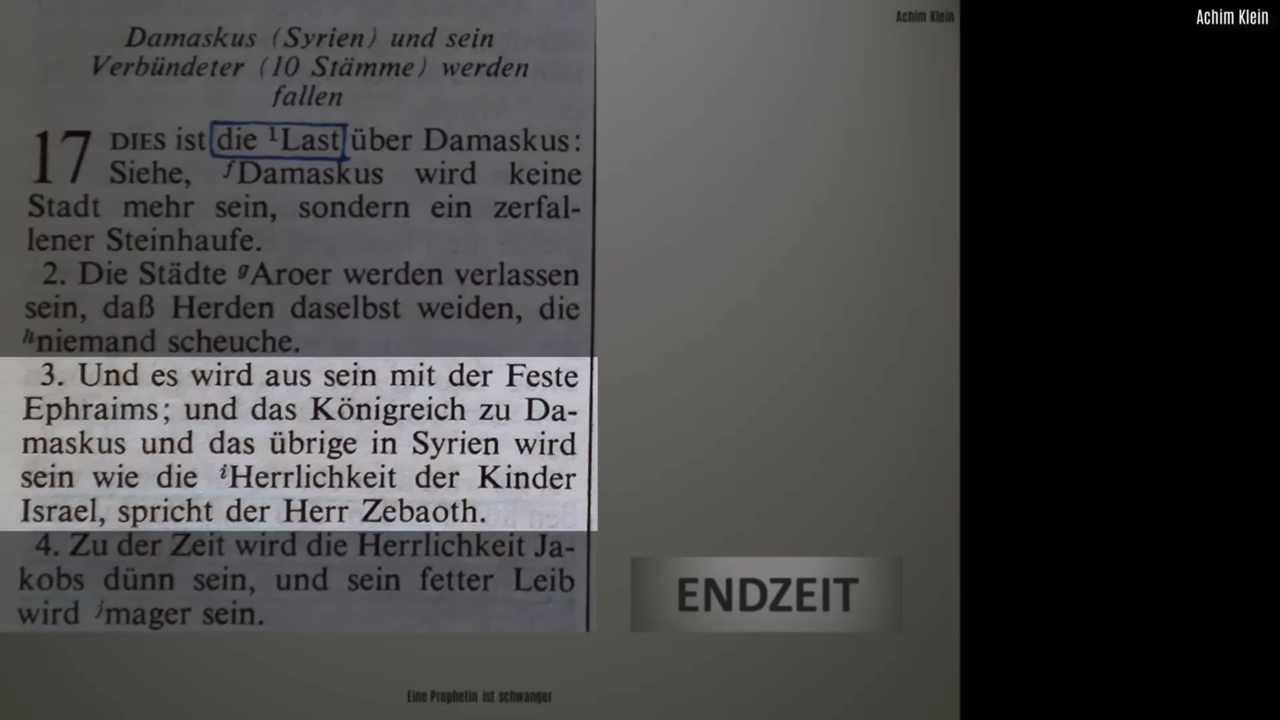 Achim Klein
Achim Klein
Damaskus (Syrien) und sein
Verbündeter (10 Stämme) werden
fallen
17 DIES ist die ¹Last über Damaskus:
Siehe, ᶠDamaskus wird keine
Stadt mehr sein, sondern ein zerfal-
lener Steinhaufe.
2. Die Städte ᵍAroer werden verlassen
sein, daß Herden daselbst weiden, die
ʰniemand scheuche.
3. Und es wird aus sein mit der Feste
Ephraims; und das Königreich zu Da-
maskus und das übrige in Syrien wird
sein wie die ⁱHerrlichkeit der Kinder
Israel, spricht der Herr Zebaoth.
4. Zu der Zeit wird die Herrlichkeit Ja-
kobs dünn sein, und sein fetter Leib
wird ʲmager sein.
ENDZEIT
Eine Prophetin ist schwanger